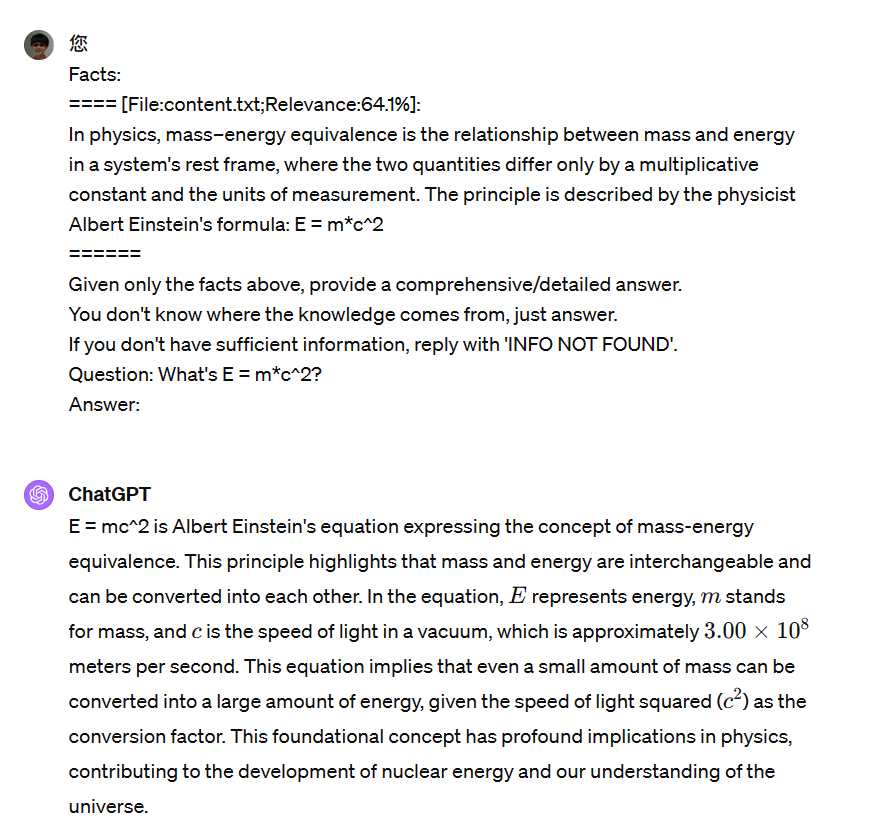 您
Facts:
==== [File:content.txt;Relevance:64.1%]:
In physics, mass–energy equivalence is the relationship between mass and energy
in a system's rest frame, where the two quantities differ only by a multiplicative
constant and the units of measurement. The principle is described by the physicist
Albert Einstein's formula: E = m*c^2
======
Given only the facts above, provide a comprehensive/detailed answer.
You don't know where the knowledge comes from, just answer.
If you don't have sufficient information, reply with 'INFO NOT FOUND'.
Question: What's E = m*c^2?
Answer:
ChatGPT
E = mc^2 is Albert Einstein's equation expressing the concept of mass-energy
equivalence. This principle highlights that mass and energy are interchangeable and
can be converted into each other. In the equation, E represents energy, m stands
for mass, and c is the speed of light in a vacuum, which is approximately 3.00 × 10⁸
meters per second. This equation implies that even a small amount of mass can be
converted into a large amount of energy, given the speed of light squared (c²) as the
conversion factor. This foundational concept has profound implications in physics,
contributing to the development of nuclear energy and our understanding of the
universe.